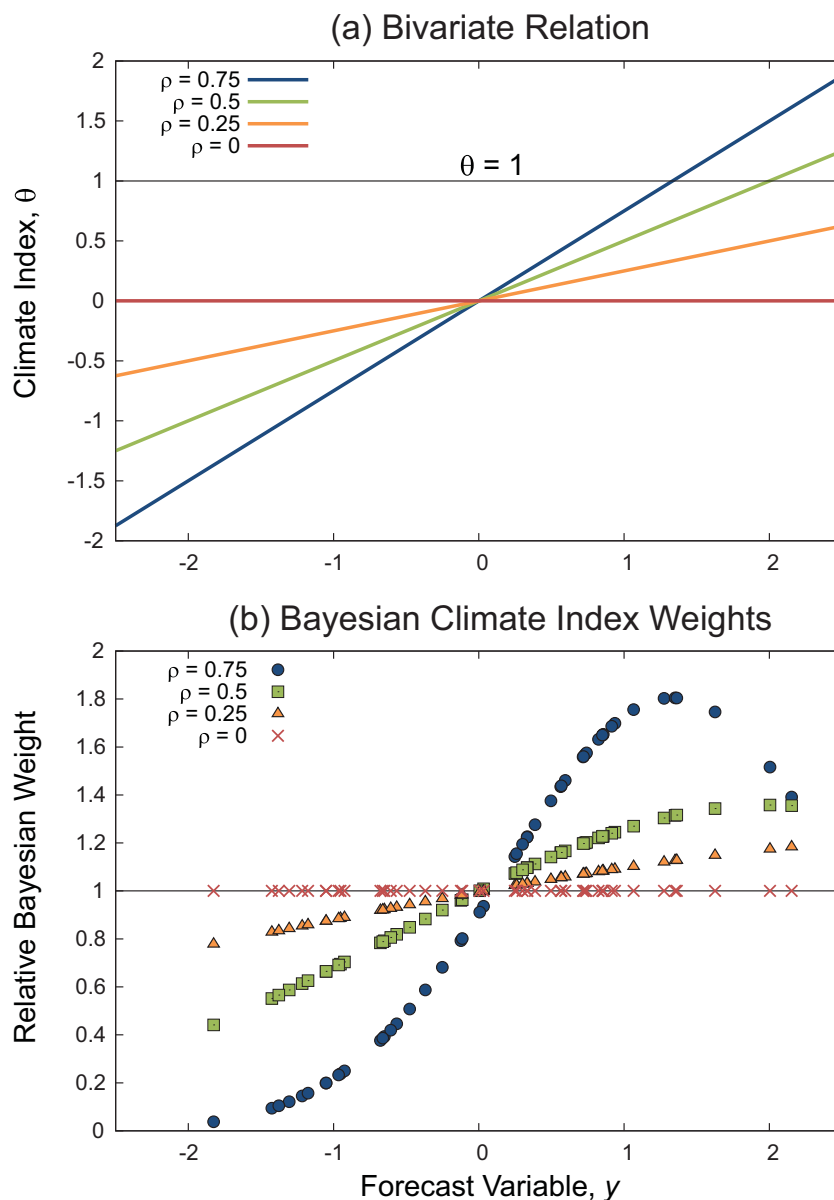 (a) Bivariate Relation
2
ρ = 0.75
ρ = 0.5
1.5
ρ = 0.25
ρ = 0
θ = 1
1
0.5
Climate Index, θ
0
-0.5
-1
-1.5
-2
-2 -1 0 1 2
(b) Bayesian Climate Index Weights
2
ρ = 0.75
1.8
ρ = 0.5
ρ = 0.25
1.6
ρ = 0
1.4
1.2
Relative Bayesian Weight
1
0.8
0.6
0.4
0.2
0
-2 -1 0 1 2
Forecast Variable, y